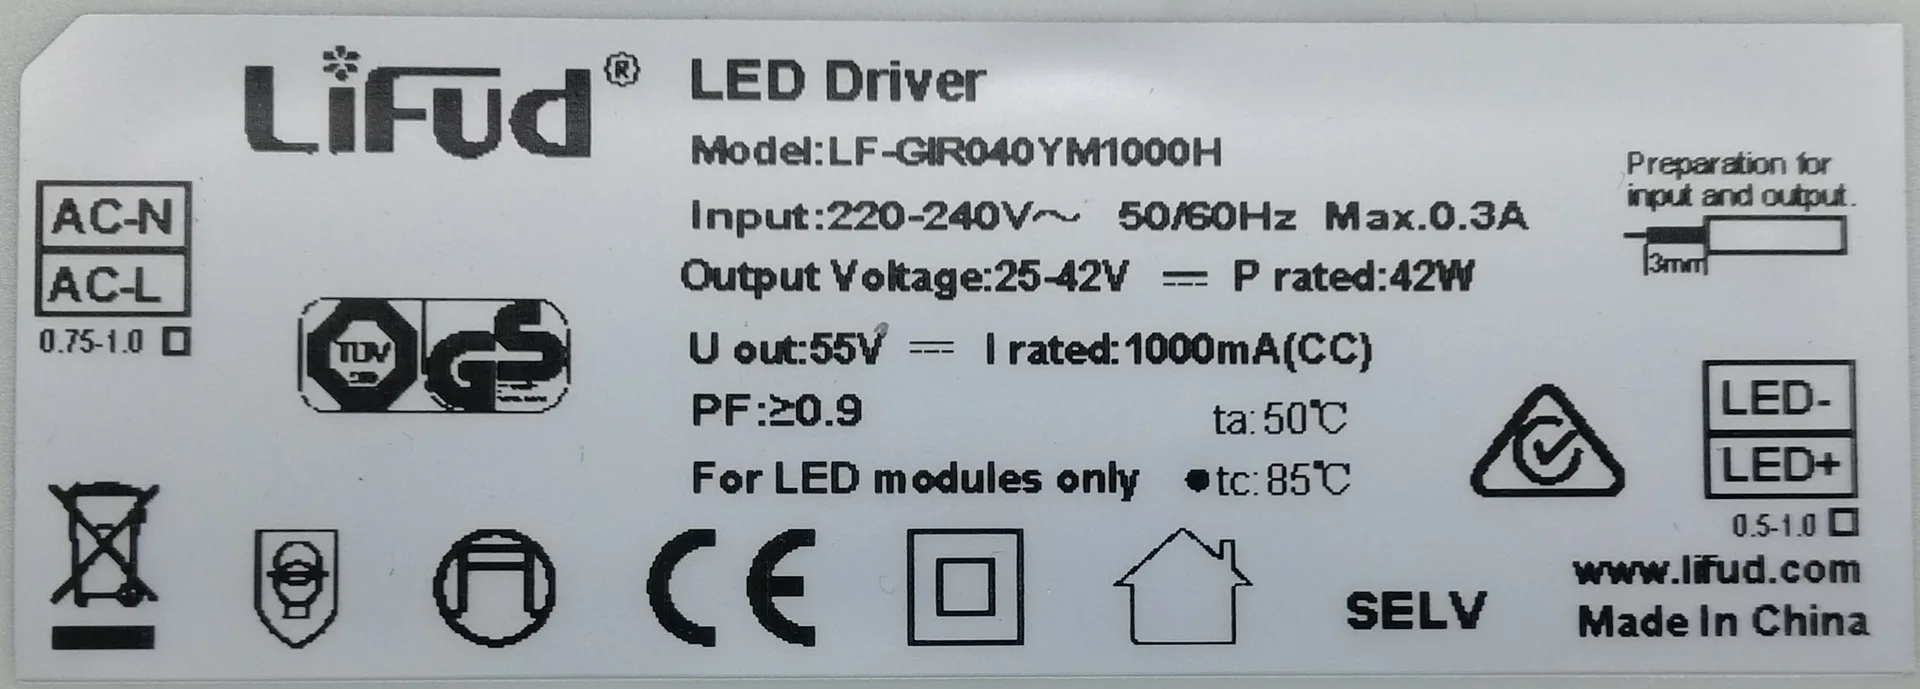 LiFud®
LED Driver
Model:LF-GIR040YM1000H
Input:220-240V~ 50/60Hz Max.0.3A
Output Voltage:25-42V ⎓ P rated:42W
U out:55V ⎓ I rated:1000mA(CC)
PF:≥0.9
ta:50℃
For LED modules only
●tc:85℃
AC-N
AC-L
0.75-1.0 □
TÜV
GS
Preparation for
input and output.
3mm
LED-
LED+
0.5-1.0 □
CE
SELV
www.lifud.com
Made In China